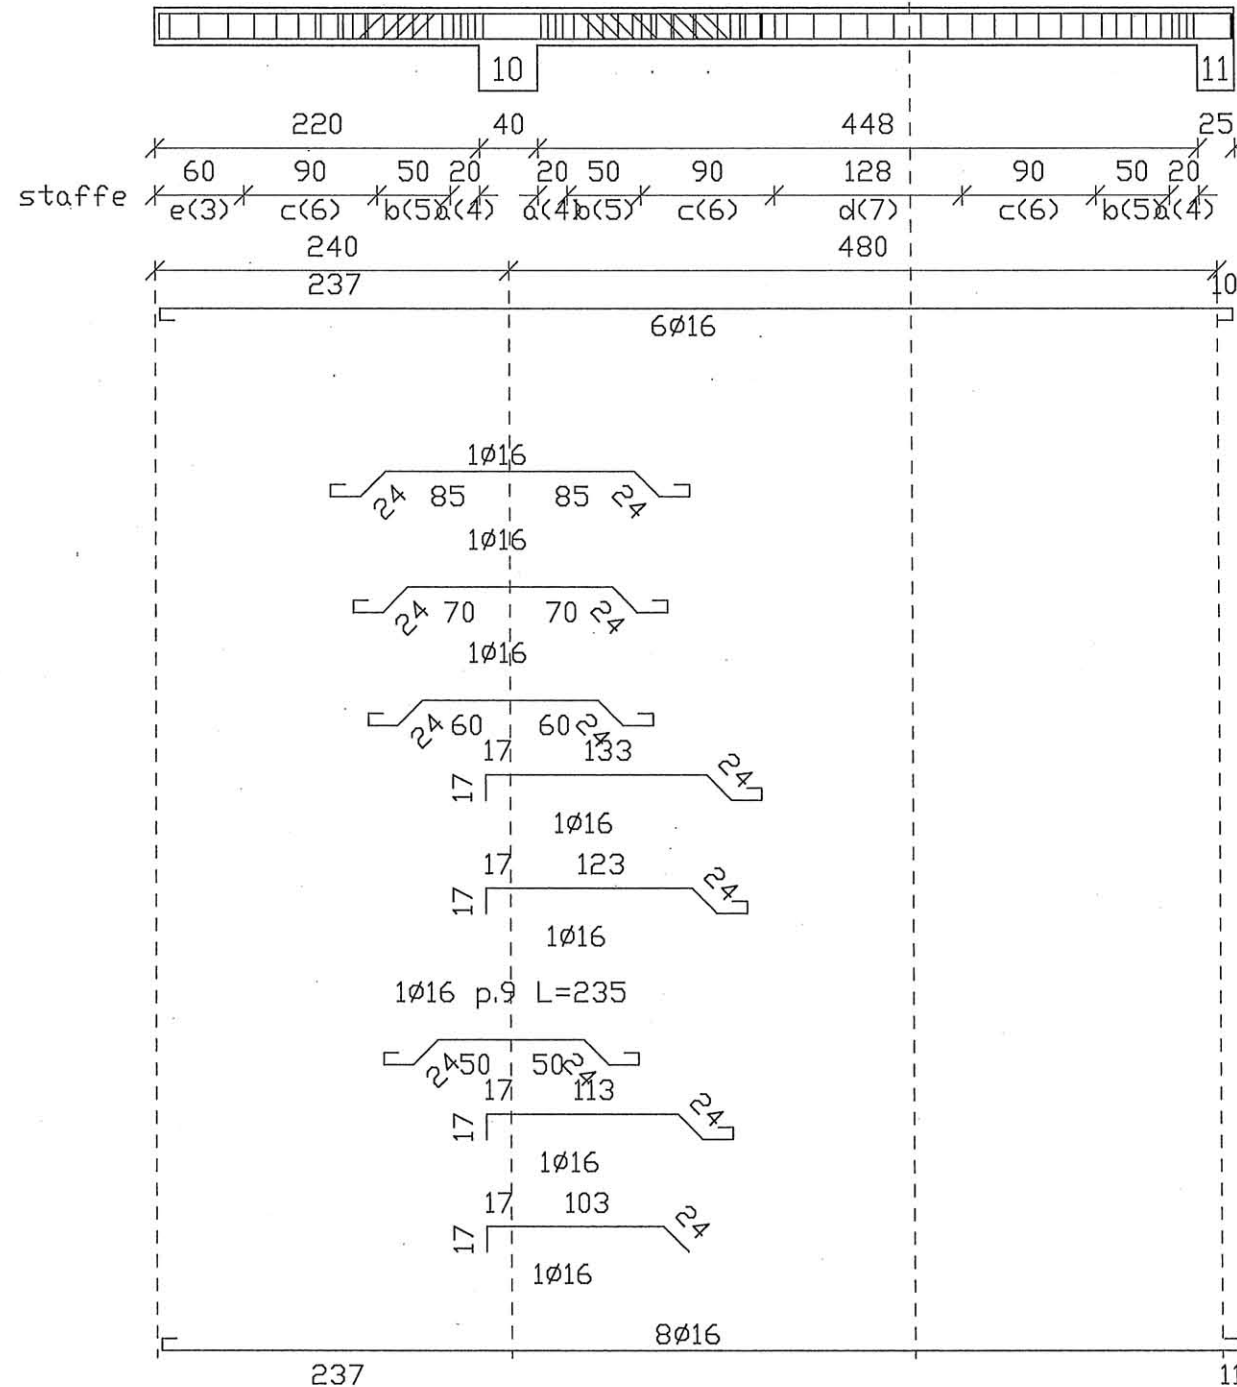 10 11
220 40 448 25
60 90 50 20 20 50 90 128 90 50 20
staffe e(3) c(6) b(5) a(4) a(4) b(5) c(6) d(7) c(6) b(5) a(4)
240 480
237 10
6ø16
1ø16
24 85 85 24
1ø16
24 70 70 24
1ø16
24 60 60 24
17 133 24
17
1ø16
17 123 24
17
1ø16
1ø16 p.9 L=235
24 50 50 24
17 113 24
17
1ø16
17 103 24
17
1ø16
8ø16
237 11